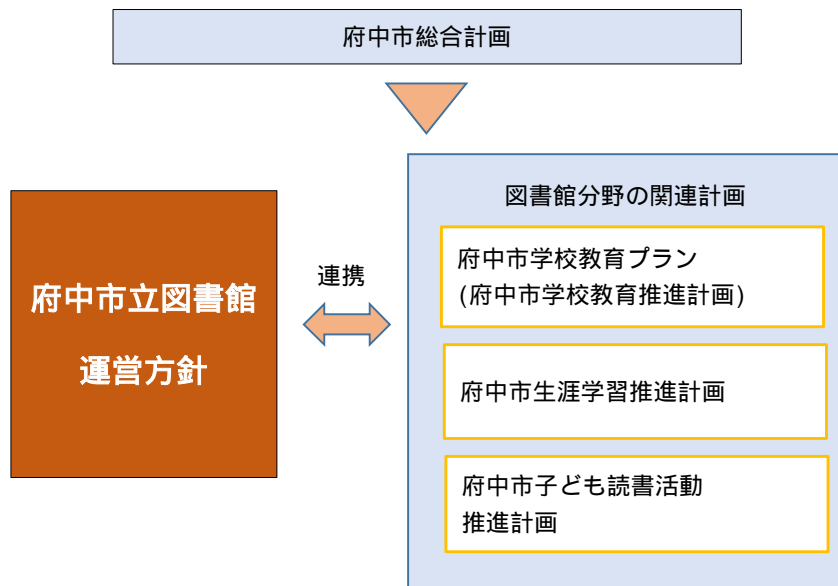 府中市総合計画
図書館分野の関連計画
府中市学校教育プラン
(府中市学校教育推進計画)
連携
府中市立図書館
運営方針
府中市生涯学習推進計画
府中市子ども読書活動
推進計画